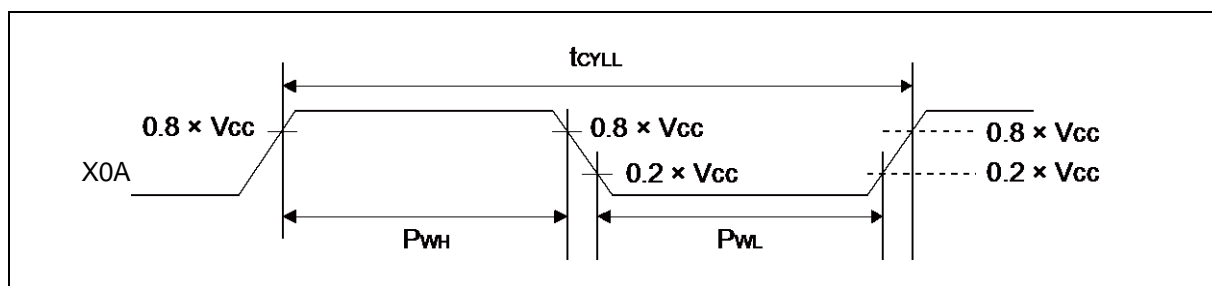 tCYLL
0.8 × VCC
0.8 × VCC
0.8 × VCC
X0A
0.2 × VCC
0.2 × VCC
PWH
PWL